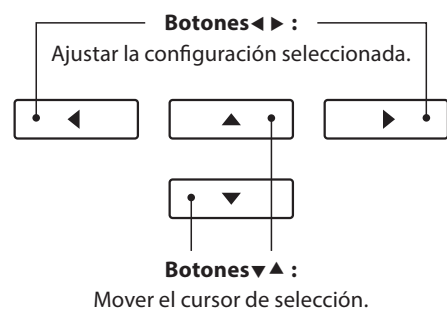 Botones◀ ▶ :
Ajustar la configuración seleccionada.
◀ ▲ ▶
▼
Botones▼▲ :
Mover el cursor de selección.